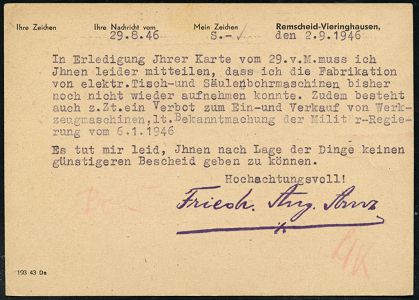 Ihre Zeichen Ihre Nachricht vom Mein Zeichen Remscheid-Vieringhausen,
29.8.46 S.-/ den 2.9.1946
In Erledigung Jhrer Karte vom 29.v.M.muss ich
Jhnen leider mitteilen, dass ich die Fabrikation
von elektr.Tisch-und Säulenbohrmaschinen bisher
noch nicht wieder aufnehmen konnte. Zudem besteht
auch z.Zt.ein Verbot zum Ein-und Verkauf von Werk-
zeugmaschinen,lt.Bekanntmachung der Militär-Regie-
rung vom 6.1.1946
Es tut mir leid, Jhnen nach Lage der Dinge keinen
günstigeren Bescheid geben zu können.
Hochachtungsvoll!
Friedr. Aug.
193 43 Da